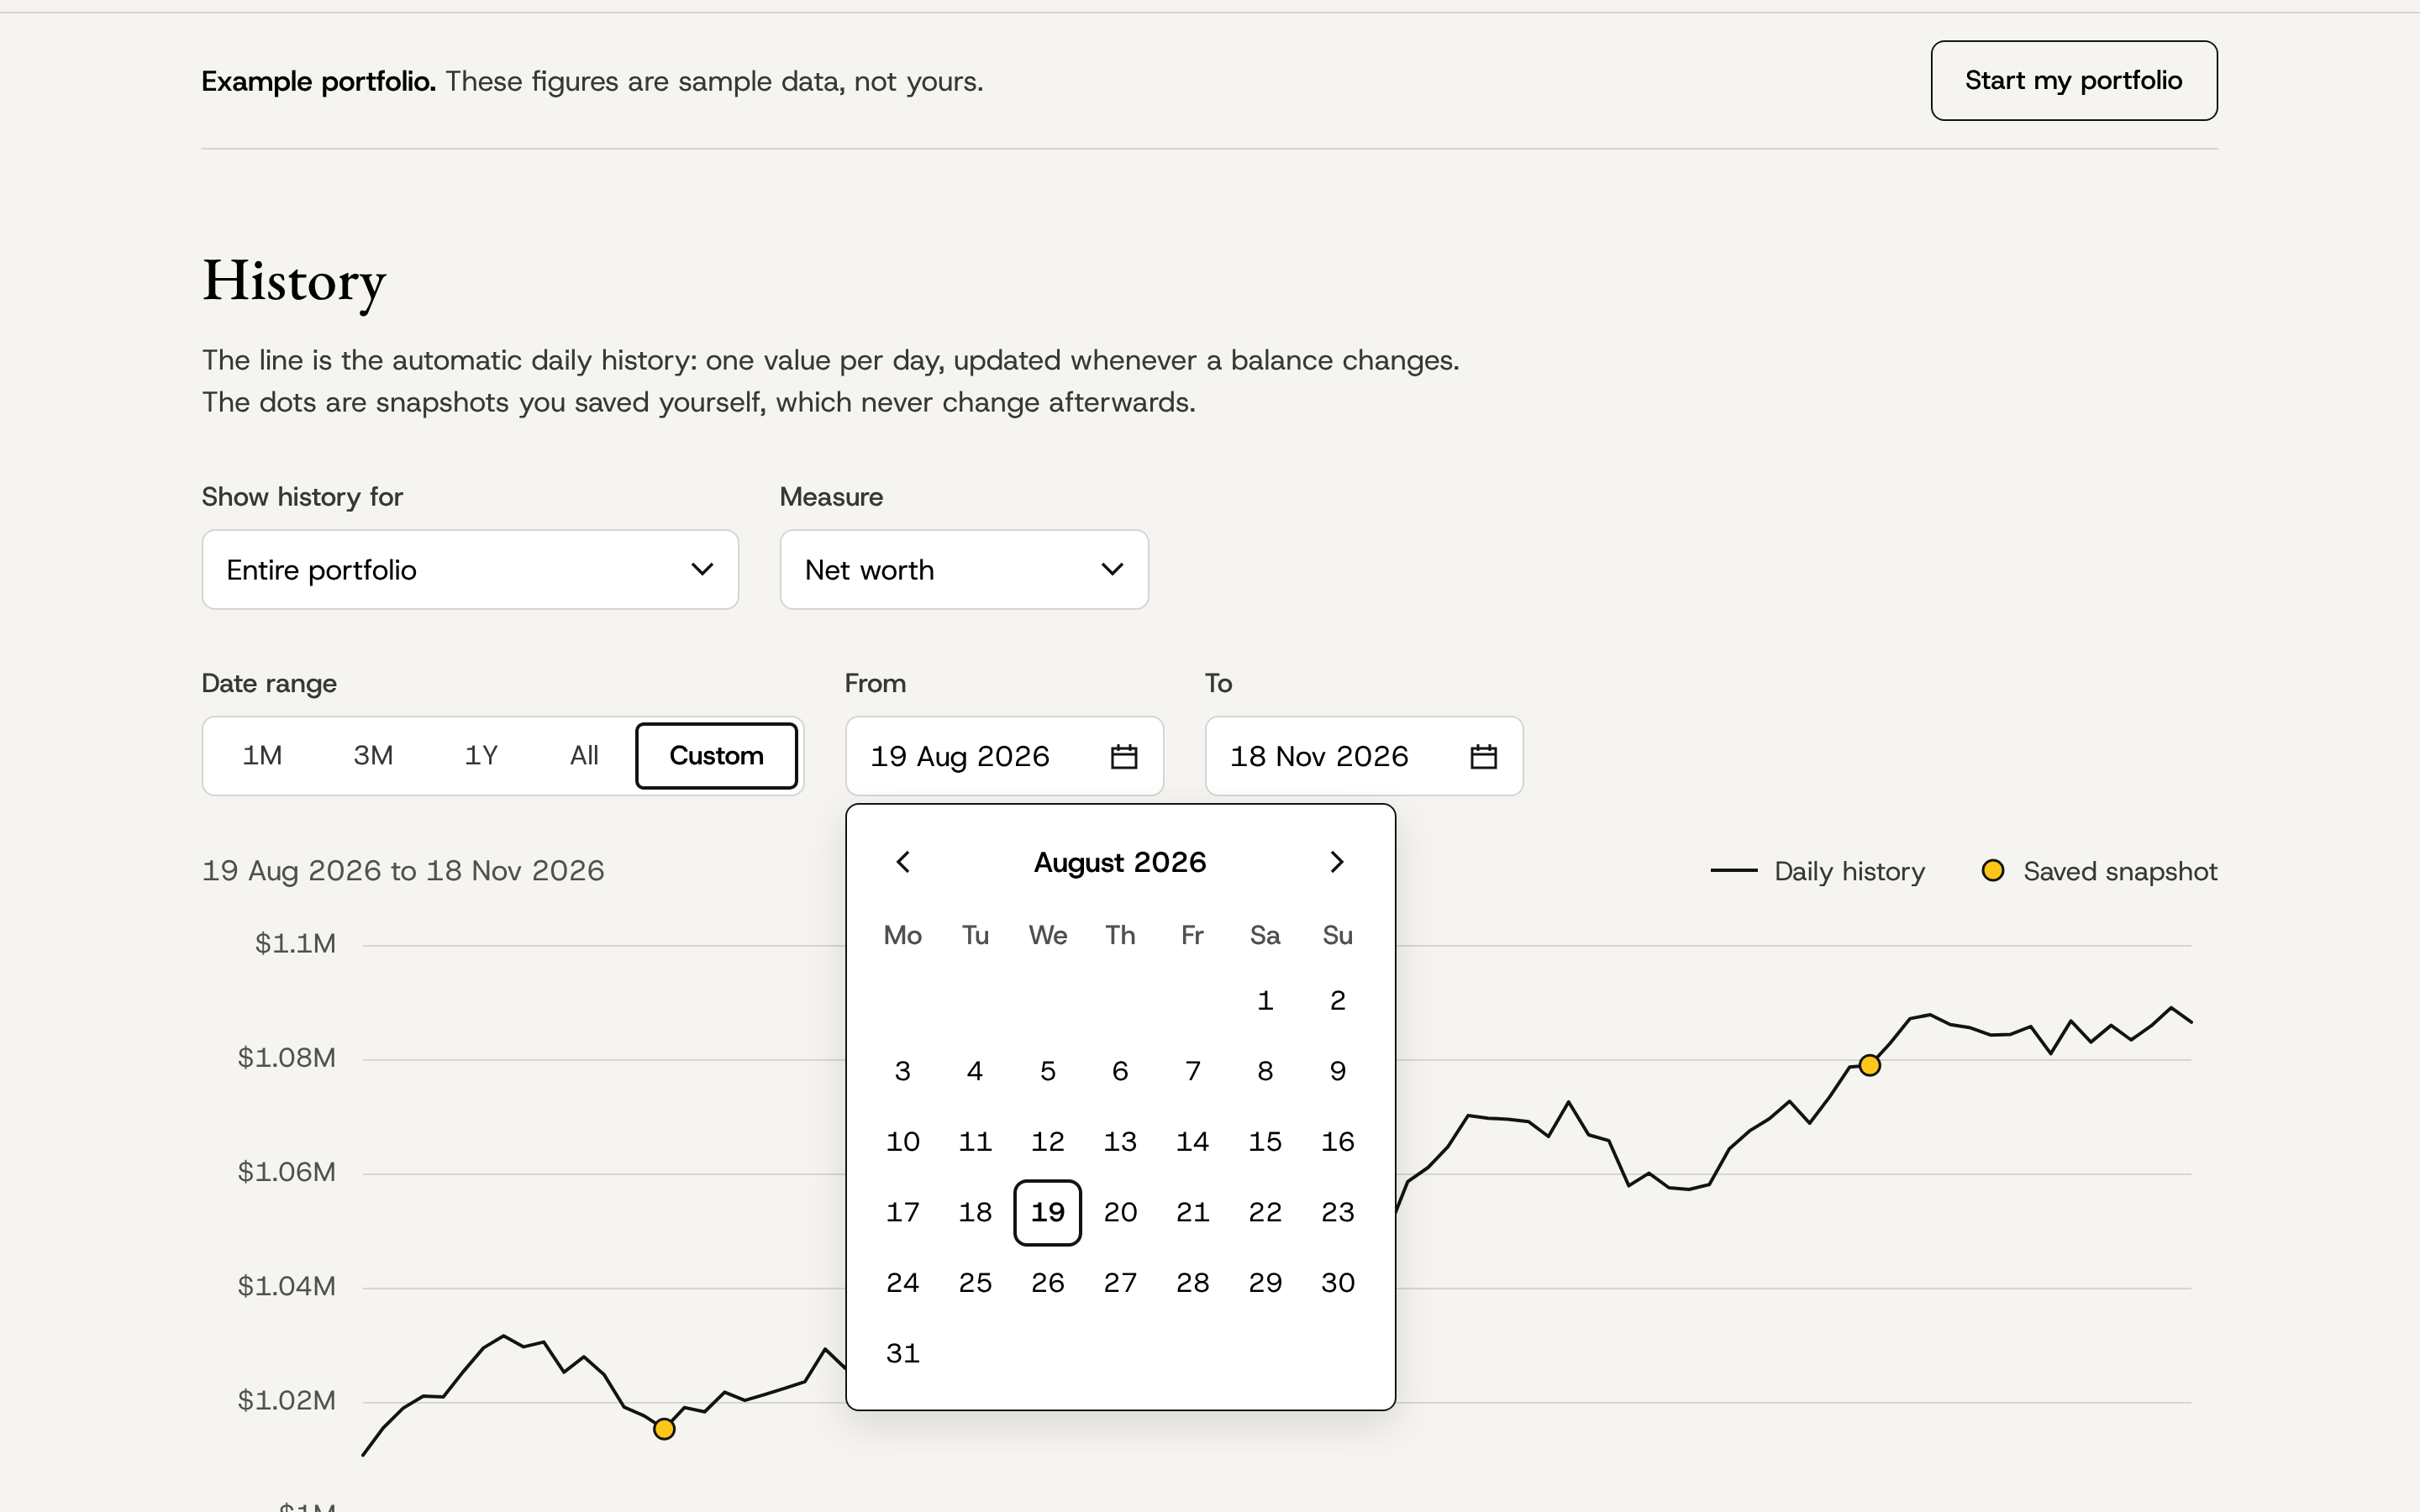 Example portfolio. These figures are sample data, not yours.
Start my portfolio
History
The line is the automatic daily history: one value per day, updated whenever a balance changes.
The dots are snapshots you saved yourself, which never change afterwards.
Show history for
Measure
Entire portfolio
Net worth
Date range
From
To
1M 3M 1Y All Custom
19 Aug 2026
18 Nov 2026
19 Aug 2026 to 18 Nov 2026
August 2026
Daily history
Saved snapshot
Mo Tu We Th Fr Sa Su
1 2
3 4 5 6 7 8 9
10 11 12 13 14 15 16
17 18 19 20 21 22 23
24 25 26 27 28 29 30
31
$1.1M
$1.08M
$1.06M
$1.04M
$1.02M
$1M